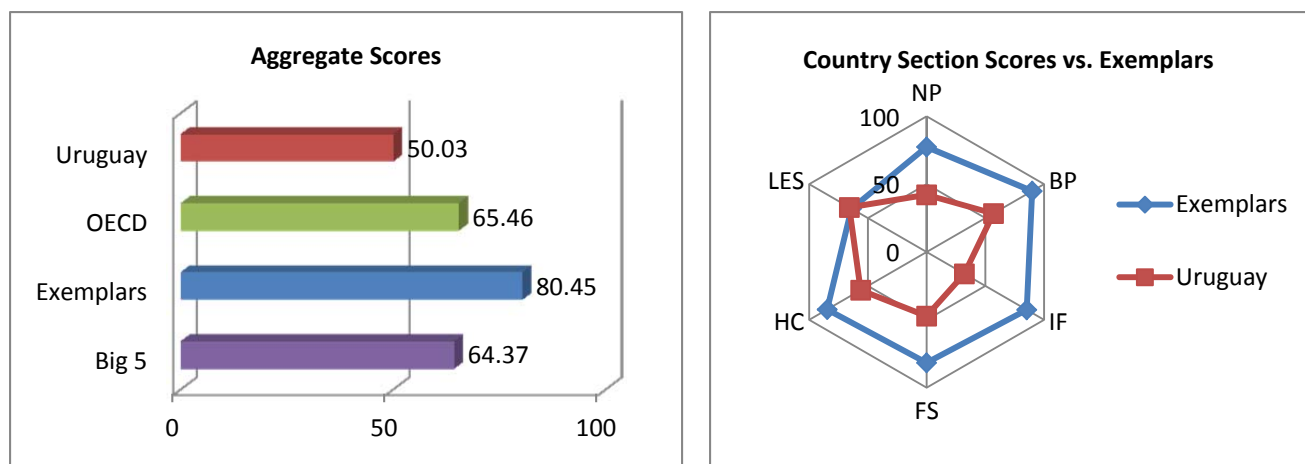 Aggregate Scores
Uruguay
50.03
OECD
65.46
Exemplars
80.45
Big 5
64.37
0
50
100
Country Section Scores vs. Exemplars
NP
100
50
0
LES
BP
HC
IF
FS
Exemplars
Uruguay